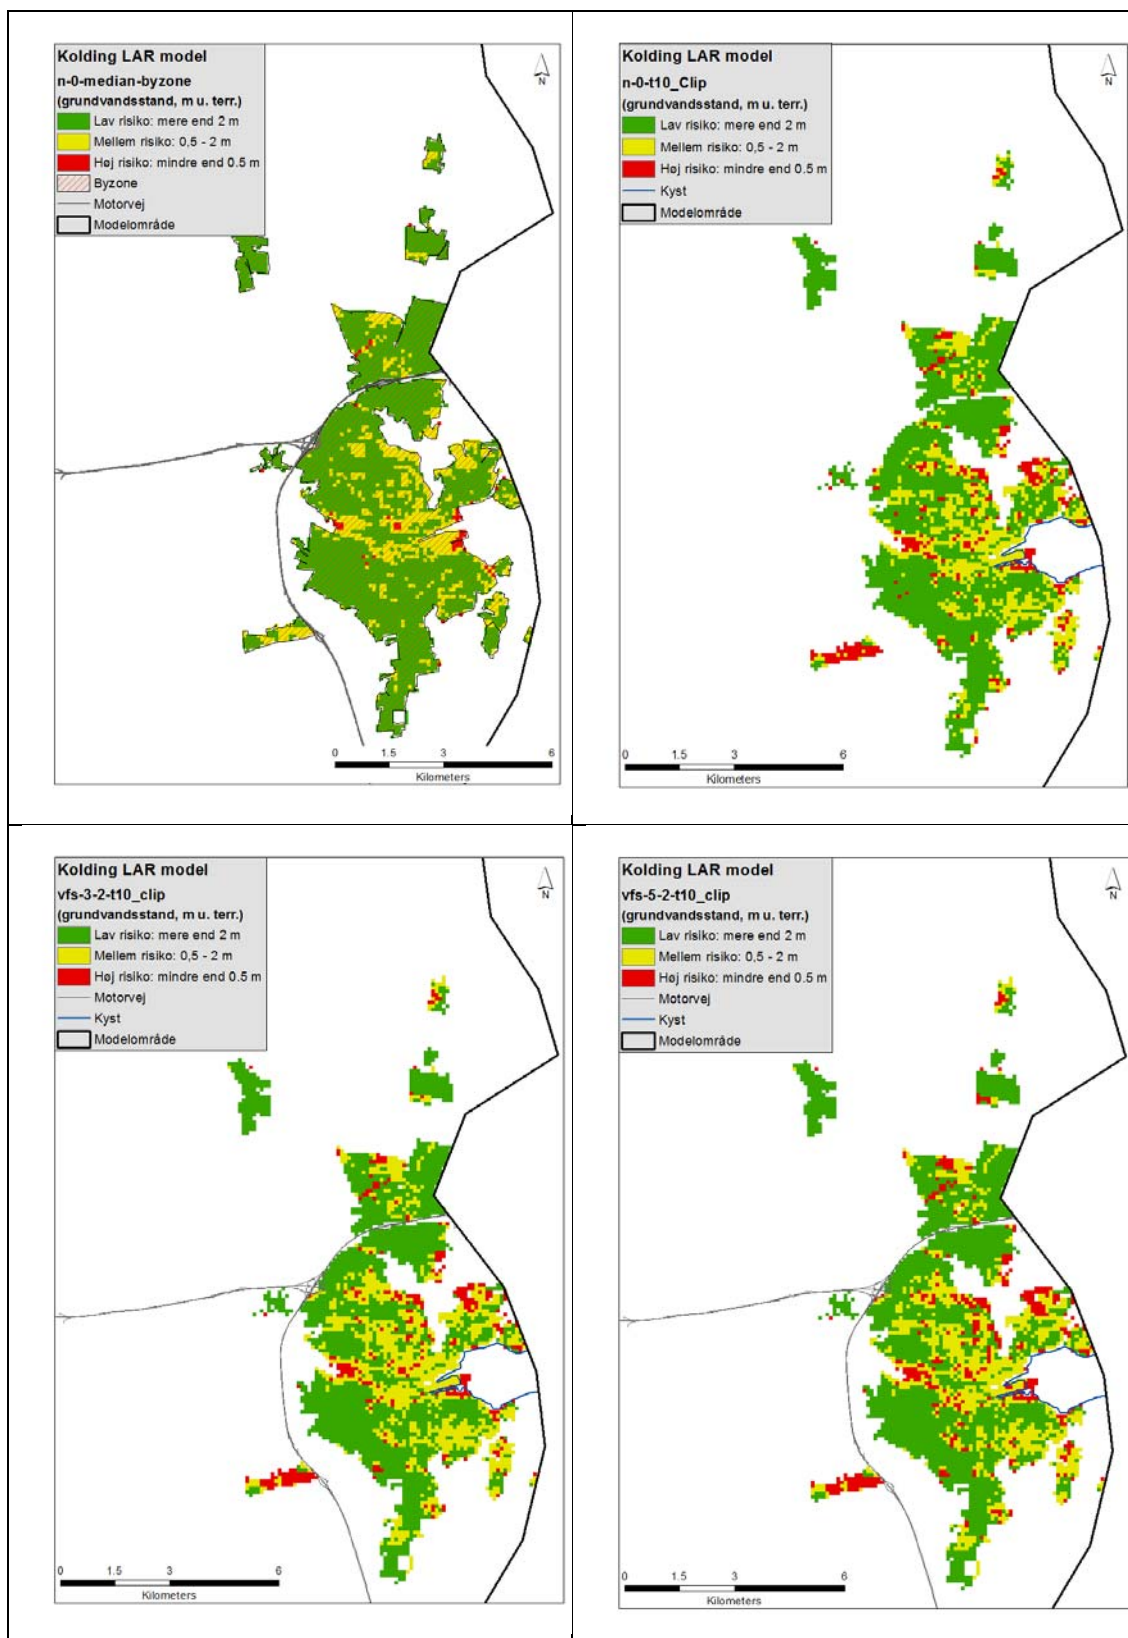 Kolding LAR model
n-0-median-byzone
(grundvandsstand, m u. terr.)
Lav risiko: mere end 2 m
Mellem risiko: 0,5 - 2 m
Høj risiko: mindre end 0.5 m
Byzone
Motorvej
Modelområde
N
0 1.5 3 6
Kilometers
Kolding LAR model
n-0-t10_Clip
(grundvandsstand, m u. terr.)
Lav risiko: mere end 2 m
Mellem risiko: 0,5 - 2 m
Høj risiko: mindre end 0.5 m
Kyst
Modelområde
N
0 1.5 3 6
Kilometers
Kolding LAR model
vfs-3-2-t10_clip
(grundvandsstand, m u. terr.)
Lav risiko: mere end 2 m
Mellem risiko: 0,5 - 2 m
Høj risiko: mindre end 0.5 m
Motorvej
Kyst
Modelområde
N
0 1.5 3 6
Kilometers
Kolding LAR model
vfs-5-2-t10_clip
(grundvandsstand, m u. terr.)
Lav risiko: mere end 2 m
Mellem risiko: 0,5 - 2 m
Høj risiko: mindre end 0.5 m
Motorvej
Kyst
Modelområde
N
0 1.5 3 6
Kilometers